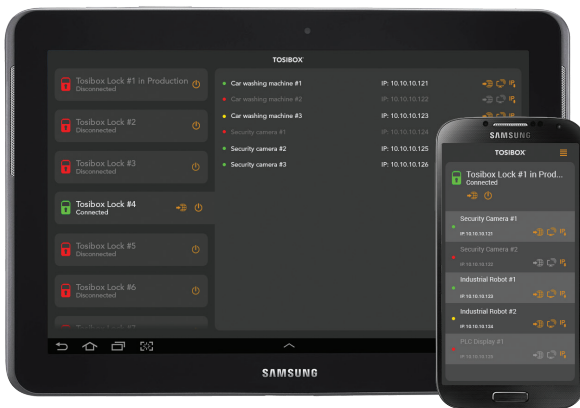 TOSIBOX
Tosibox Lock #1 in Production
Disconnected
Tosibox Lock #2
Disconnected
Tosibox Lock #3
Disconnected
Tosibox Lock #4
Connected
Tosibox Lock #5
Disconnected
Tosibox Lock #6
Disconnected
Tosibox Lock #7
Car washing machine #1 IP: 10.10.10.121
Car washing machine #2 IP: 10.10.10.122
Car washing machine #3 IP: 10.10.10.123
Security camera #1 IP: 10.10.10.124
Security camera #2 IP: 10.10.10.125
Security camera #3 IP: 10.10.10.126
SAMSUNG
SAMSUNG
TOSIBOX
Tosibox Lock #1 in Prod...
Connected
Security Camera #1
IP: 10.10.10.121
Security Camera #2
IP: 10.10.10.122
Industrial Robot #1
IP: 10.10.10.123
Industrial Robot #2
IP: 10.10.10.124
PLC Display #1